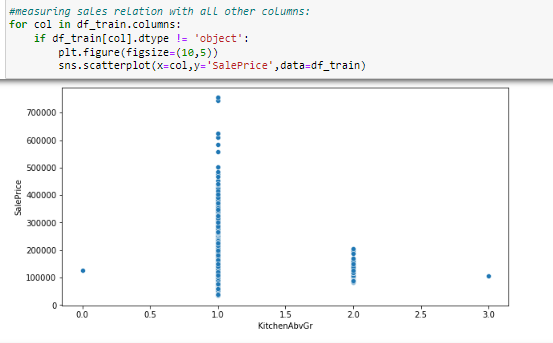 #measuring sales relation with all other columns:
for col in df_train.columns:
    if df_train[col].dtype != 'object':
        plt.figure(figsize=(10,5))
        sns.scatterplot(x=col,y='SalePrice',data=df_train)
700000
600000
500000
400000
300000
200000
100000
0
SalePrice
0.0 0.5 1.0 1.5 2.0 2.5 3.0
KitchenAbvGr